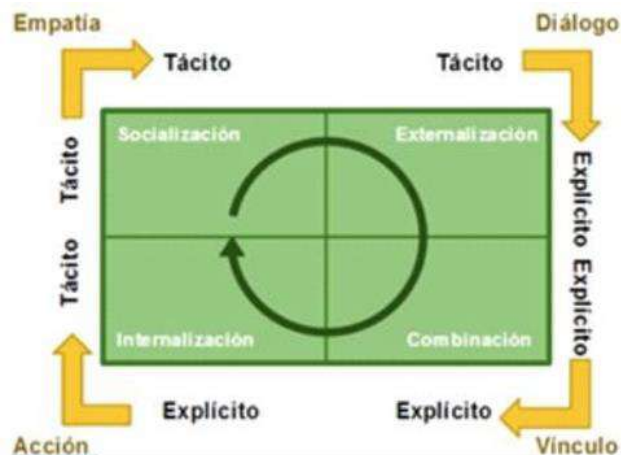 Empatía
Diálogo
Tácito
Tácito
Tácito
Socialización
Externalización
Explícito
Tácito
Explícito
Internalización
Combinación
Explícito
Explícito
Acción
Vínculo